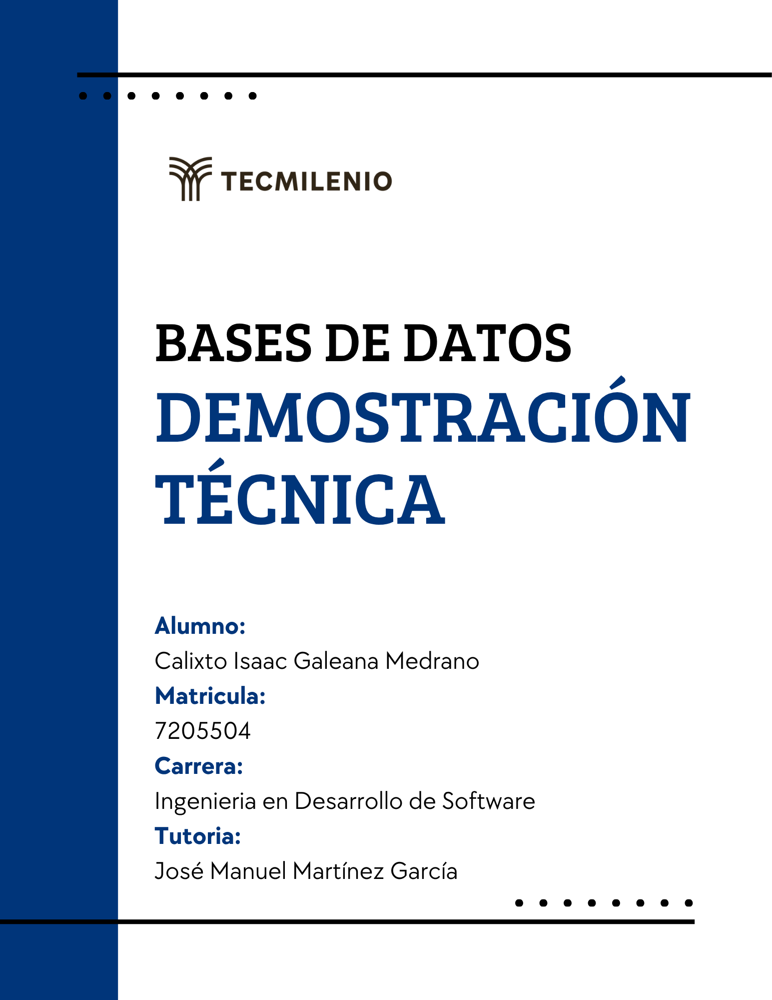 TECMILENIO
BASES DE DATOS
DEMOSTRACIÓN
TÉCNICA
Alumno:
Calixto Isaac Galeana Medrano
Matricula:
7205504
Carrera:
Ingenieria en Desarrollo de Software
Tutoria:
José Manuel Martínez García